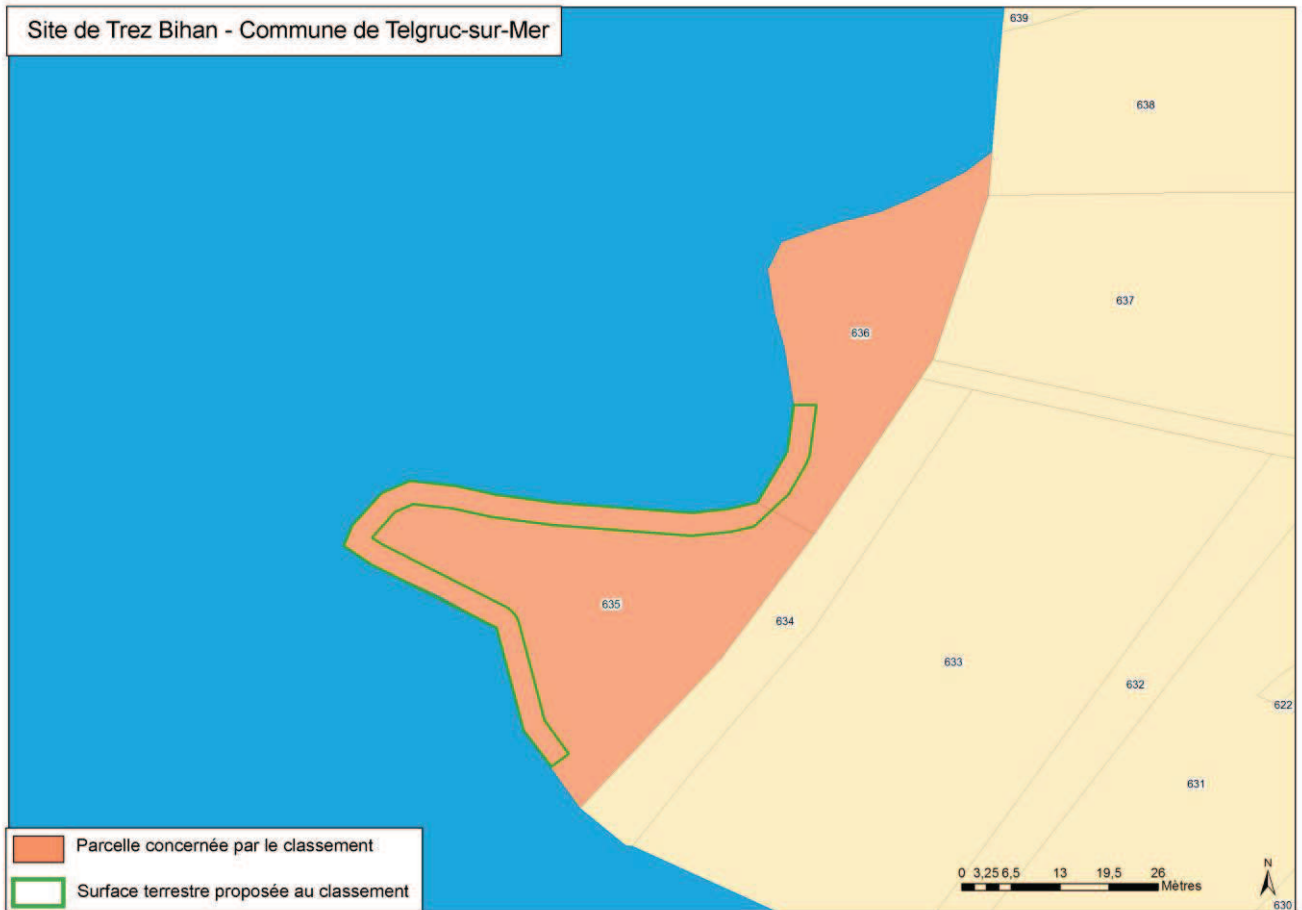 Site de Trez Bihan - Commune de Telgruc-sur-Mer
639
638
637
636
635
634
633
632
622
631
630
Parcelle concernée par le classement
Surface terrestre proposée au classement
0 3,25 6,5 13 19,5 26
Mètres
N